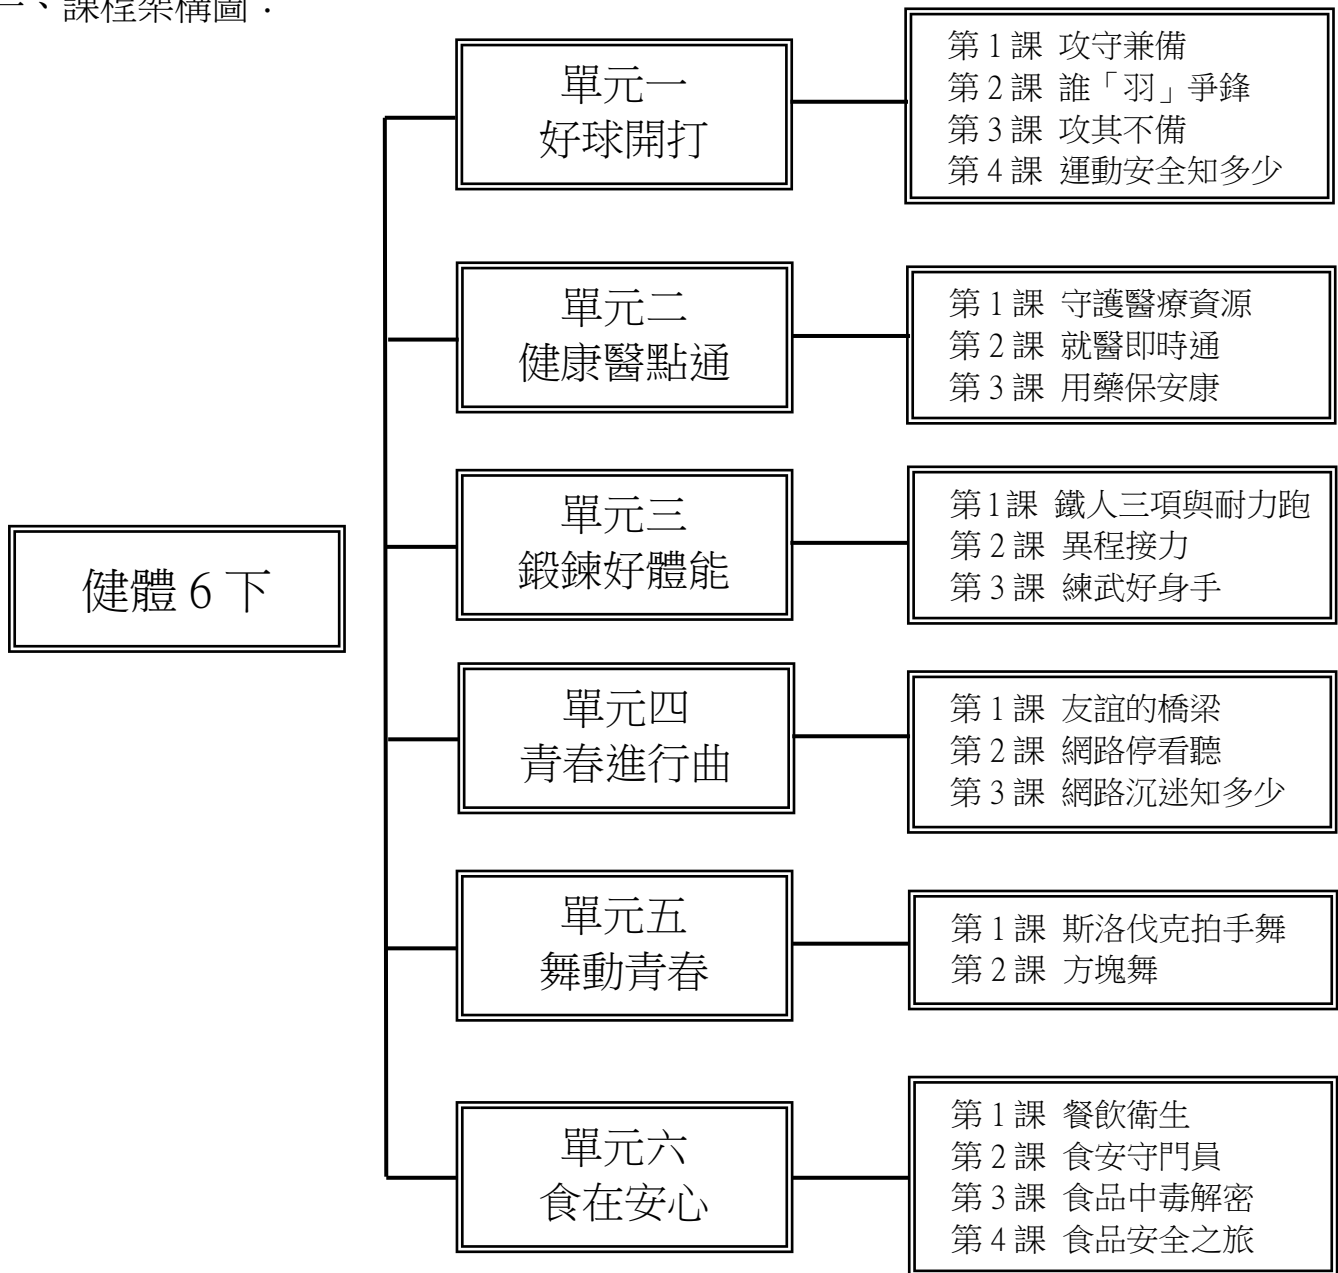 一、課程架構圖：
健體 6 下
單元一
好球開打
第 1 課 攻守兼備
第 2 課 誰「羽」爭鋒
第 3 課 攻其不備
第 4 課 運動安全知多少
單元二
健康醫點通
第 1 課 守護醫療資源
第 2 課 就醫即時通
第 3 課 用藥保安康
單元三
鍛鍊好體能
第 1 課 鐵人三項與耐力跑
第 2 課 異程接力
第 3 課 練武好身手
單元四
青春進行曲
第 1 課 友誼的橋梁
第 2 課 網路停看聽
第 3 課 網路沉迷知多少
單元五
舞動青春
第 1 課 斯洛伐克拍手舞
第 2 課 方塊舞
單元六
食在安心
第 1 課 餐飲衛生
第 2 課 食安守門員
第 3 課 食品中毒解密
第 4 課 食品安全之旅